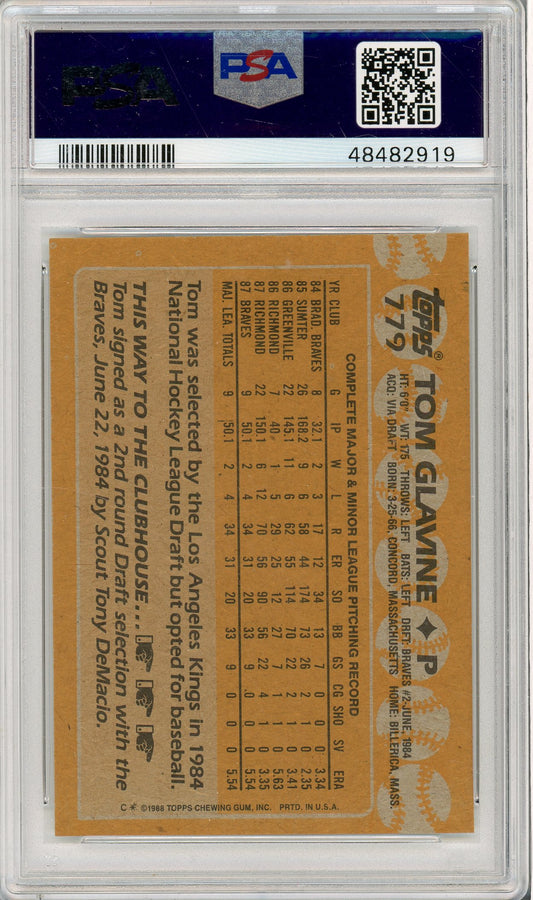 PSA
PSA
48482919
topps®
779
TOM GLAVINE ♦ P
HT: 6'0" WT: 175 THROWS: LEFT BATS: LEFT DRFT: BRAVES #2-JUNE, 1984
ACQ: VIA DRAFT BORN: 3-25-66, CONCORD, MASSACHUSETTS HOME: BILLERICA, MASS.
COMPLETE MAJOR & MINOR LEAGUE PITCHING RECORD
YR CLUB G IP W L R ER SO BB GS CG SHO SV ERA
84 BRAD. BRAVES 8 32.1 2 3 17 12 34 13 7 0 0 0 3.34
85 SUMTER 26 168.2 9 6 58 44 174 73 26 2 1 0 2.35
86 GREENVILLE 22 145.1 11 6 62 55 114 70 22 2 1 0 3.41
86 RICHMOND 7 40. 1 5 29 25 12 27 7 1 0 0 5.63
87 RICHMOND 22 150.1 6 12 70 56 90 56 22 4 1 0 3.35
87 BRAVES 9 50.1 2 4 34 31 20 33 9 .0 0 0 5.54
MAJ. LEA. TOTALS 9 50.1 2 4 34 31 20 33 9 0 0 0 5.54
Tom was selected by the Los Angeles Kings in 1984
National Hockey League Draft but opted for baseball.
THIS WAY TO THE CLUBHOUSE...
Tom signed as a 2nd round Draft selection with the
Braves, June 22, 1984 by Scout Tony DeMacio.
C * ©1988 TOPPS CHEWING GUM, INC. PRTD. IN U.S.A.